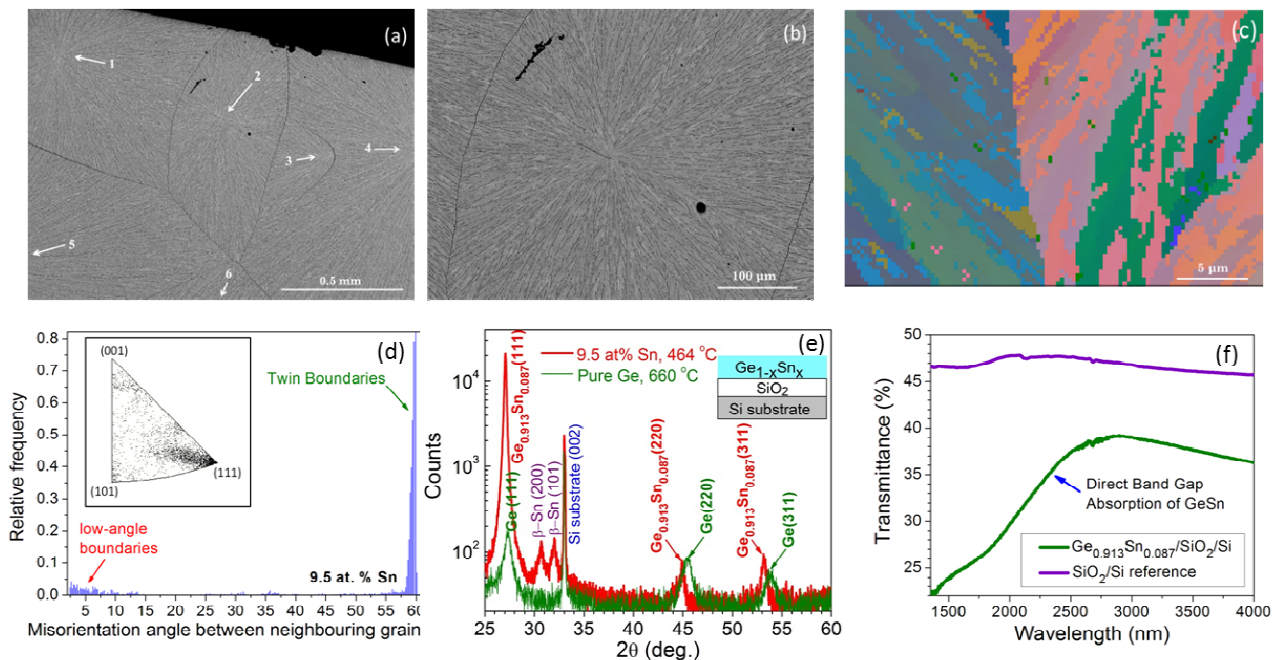 (a)
1
2
3
4
5
6
0.5 mm
(b)
100 μm
(c)
5 μm
(d)
(001)
(101)
(111)
Twin Boundaries
low-angle
boundaries
9.5 at. % Sn
Relative frequency
0.8
0.7
0.6
0.5
0.4
0.3
0.2
0.1
0.0
5 10 15 20 25 30 35 40 45 50 55 60
Misorientation angle between neighbouring grain
(e)
9.5 at% Sn, 464 °C
Pure Ge, 660 °C
Ge1-xSnx
SiO2
Si substrate
Ge0.913Sn0.087(111)
Ge (111)
β-Sn (200)
β-Sn (101)
Si substrate (002)
Ge0.913Sn0.087(220)
Ge(220)
Ge0.913Sn0.087(311)
Ge(311)
Counts
10^4
10^3
10^2
25 30 35 40 45 50 55 60
2θ (deg.)
(f)
Direct Band Gap
Absorption of GeSn
Ge0.913Sn0.087/SiO2/Si
SiO2/Si reference
Transmittance (%)
50
45
40
35
30
25
1500 2000 2500 3000 3500 4000
Wavelength (nm)